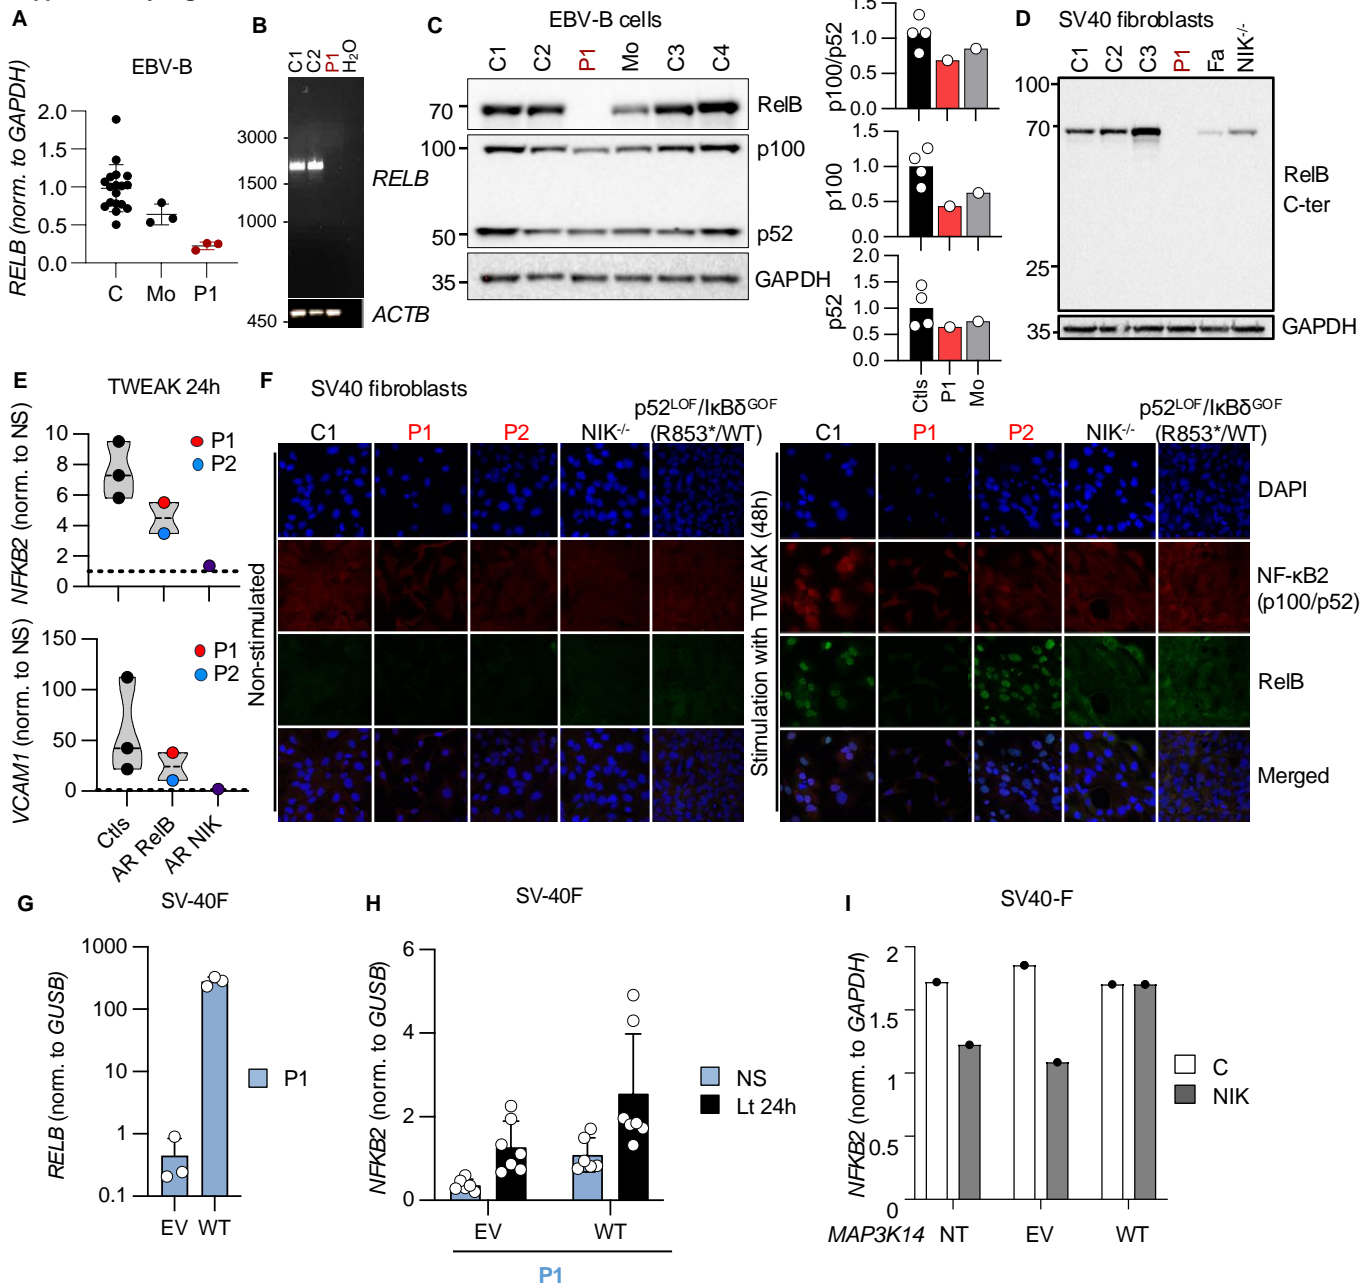 A
EBV-B
RELB (norm. to GAPDH)
2.0
1.5
1.0
0.5
0.0
C Mo P1
B
C1 C2 P1 H₂O
3000
1500
1000
450
RELB
ACTB
C
EBV-B cells
C1 C2 P1 Mo C3 C4
70
100
50
35
RelB
p100
p52
GAPDH
p100/p52
1.5
1.0
0.5
0.0
p100
1.5
1.0
0.5
0.0
p52
2.0
1.5
1.0
0.5
0.0
Ctls P1 Mo
D
SV40 fibroblasts
C1 C2 C3 P1 Fa NIK⁻/⁻
100
70
25
35
RelB
C-ter
GAPDH
E
TWEAK 24h
NFKB2 (norm. to NS)
10
8
6
4
2
0
P1
P2
VCAM1 (norm. to NS)
150
100
50
0
P1
P2
Ctls AR RelB AR NIK
F
SV40 fibroblasts
C1 P1 P2 NIK⁻/⁻ p52ᴸᴼᶠ/IκBδᴳᴼᶠ
(R853*/WT)
Non-stimulated
C1 P1 P2 NIK⁻/⁻ p52ᴸᴼᶠ/IκBδᴳᴼᶠ
(R853*/WT)
Stimulation with TWEAK (48h)
DAPI
NF-κB2
(p100/p52)
RelB
Merged
G
SV-40F
RELB (norm. to GUSB)
1000
100
10
1
0.1
EV WT
P1
H
SV-40F
NFKB2 (norm. to GUSB)
6
4
2
0
EV WT
P1
NS
Lt 24h
I
SV40-F
NFKB2 (norm. to GAPDH)
2
1.5
1
0.5
0
MAP3K14 NT EV WT
C
NIK